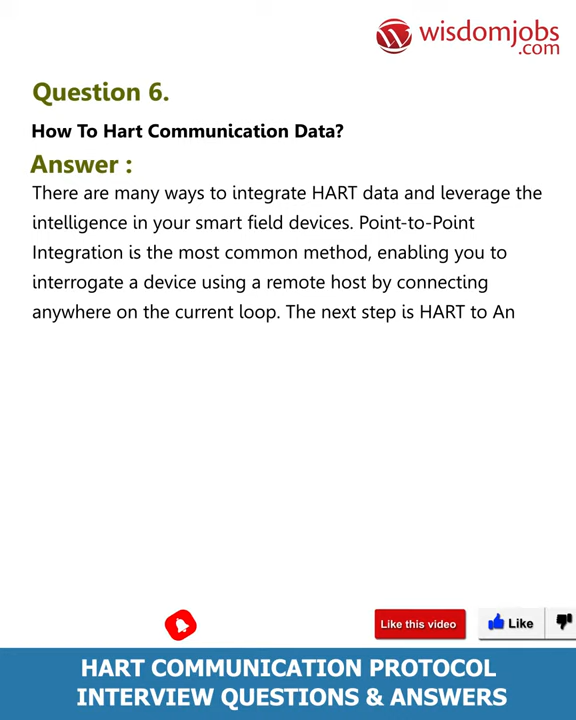 wisdomjobs
.com
Question 6.
How To Hart Communication Data?
Answer :
There are many ways to integrate HART data and leverage the
intelligence in your smart field devices. Point-to-Point
Integration is the most common method, enabling you to
interrogate a device using a remote host by connecting
anywhere on the current loop. The next step is HART to An
Like this video
Like
HART COMMUNICATION PROTOCOL
INTERVIEW QUESTIONS & ANSWERS